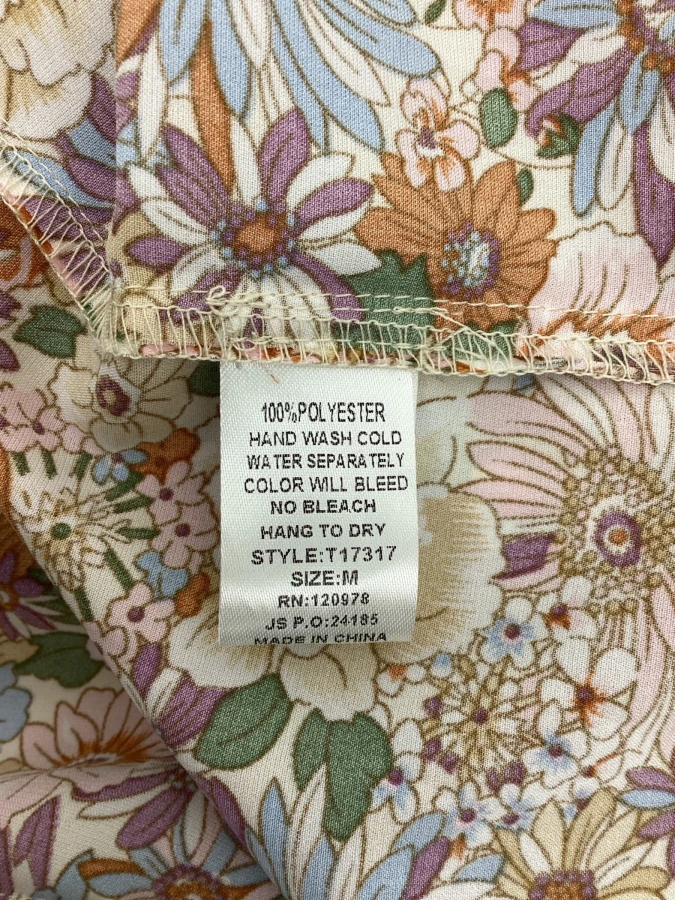 100%POLYESTER
HAND WASH COLD
WATER SEPARATELY
COLOR WILL BLEED
NO BLEACH
HANG TO DRY
STYLE:T17317
SIZE:M
RN:120978
JS P.O:24185
MADE IN CHINA